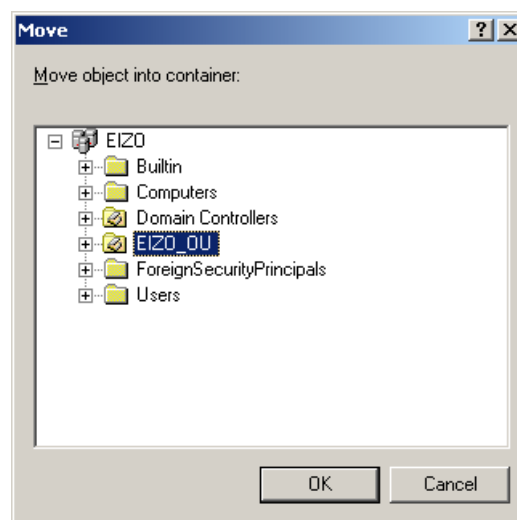 Move
Move object into container:
EIZO
Builtin
Computers
Domain Controllers
EIZO_OU
ForeignSecurityPrincipals
Users
OK Cancel